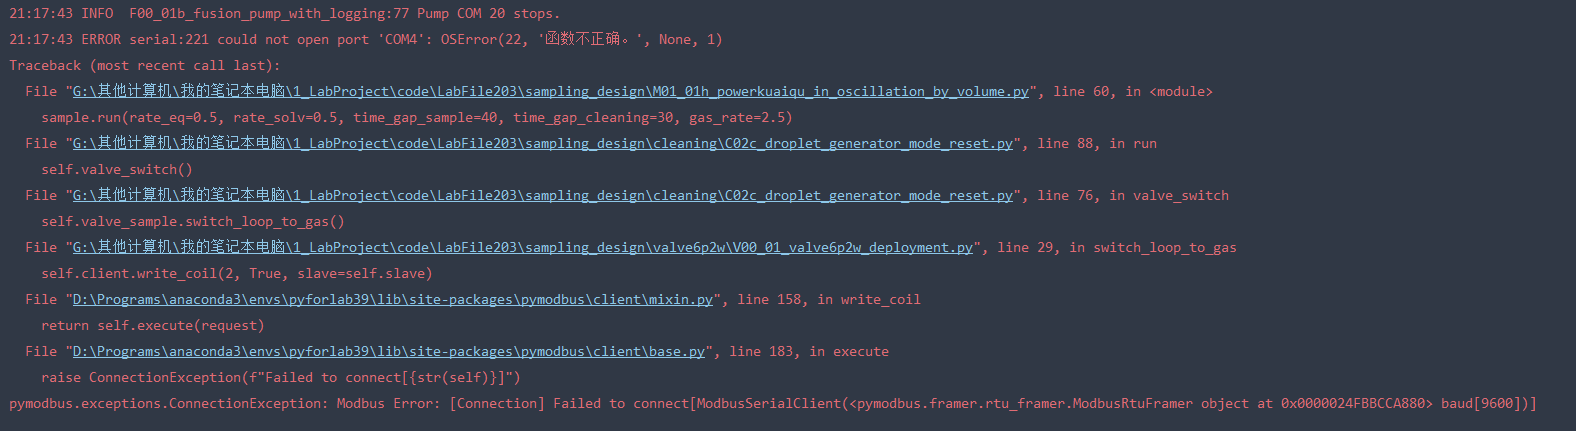 21:17:43 INFO  F00_01b_fusion_pump_with_logging:77 Pump COM 20 stops.
21:17:43 ERROR serial:221 could not open port 'COM4': OSError(22, '函数不正确。', None, 1)
Traceback (most recent call last):
  File "G:\其他计算机\我的笔记本电脑\1_LabProject\code\LabFile203\sampling_design\M01_01h_powerkuaiqu_in_oscillation_by_volume.py", line 60, in <module>
    sample.run(rate_eq=0.5, rate_solv=0.5, time_gap_sample=40, time_gap_cleaning=30, gas_rate=2.5)
  File "G:\其他计算机\我的笔记本电脑\1_LabProject\code\LabFile203\sampling_design\cleaning\C02c_droplet_generator_mode_reset.py", line 88, in run
    self.valve_switch()
  File "G:\其他计算机\我的笔记本电脑\1_LabProject\code\LabFile203\sampling_design\cleaning\C02c_droplet_generator_mode_reset.py", line 76, in valve_switch
    self.valve_sample.switch_loop_to_gas()
  File "G:\其他计算机\我的笔记本电脑\1_LabProject\code\LabFile203\sampling_design\valve6p2w\V00_01_valve6p2w_deployment.py", line 29, in switch_loop_to_gas
    self.client.write_coil(2, True, slave=self.slave)
  File "D:\Programs\anaconda3\envs\pyforlab39\lib\site-packages\pymodbus\client\mixin.py", line 158, in write_coil
    return self.execute(request)
  File "D:\Programs\anaconda3\envs\pyforlab39\lib\site-packages\pymodbus\client\base.py", line 183, in execute
    raise ConnectionException(f"Failed to connect[{str(self)}]")
pymodbus.exceptions.ConnectionException: Modbus Error: [Connection] Failed to connect[ModbusSerialClient(<pymodbus.framer.rtu_framer.ModbusRtuFramer object at 0x0000024FBBCCA880> baud[9600])]